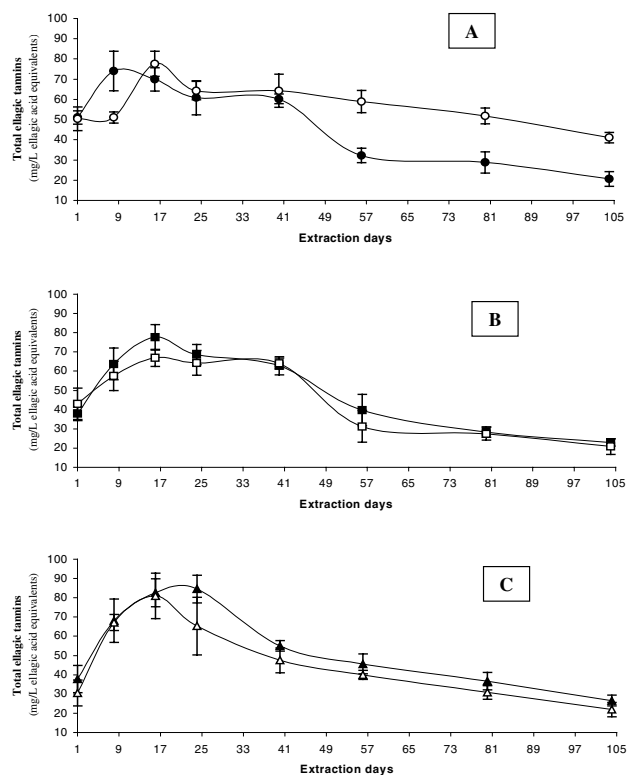 A
Total ellagic tannins
(mg/L ellagic acid equivalents)
100
90
80
70
60
50
40
30
20
10
1 9 17 25 33 41 49 57 65 73 81 89 97 105
Extraction days
B
Total ellagic tannins
(mg/L ellagic acid equivalents)
100
90
80
70
60
50
40
30
20
10
1 9 17 25 33 41 49 57 65 73 81 89 97 105
Extraction days
C
Total ellagic tannins
(mg/L ellagic acid equivalents)
100
90
80
70
60
50
40
30
20
10
1 9 17 25 33 41 49 57 65 73 81 89 97 105
Extraction days